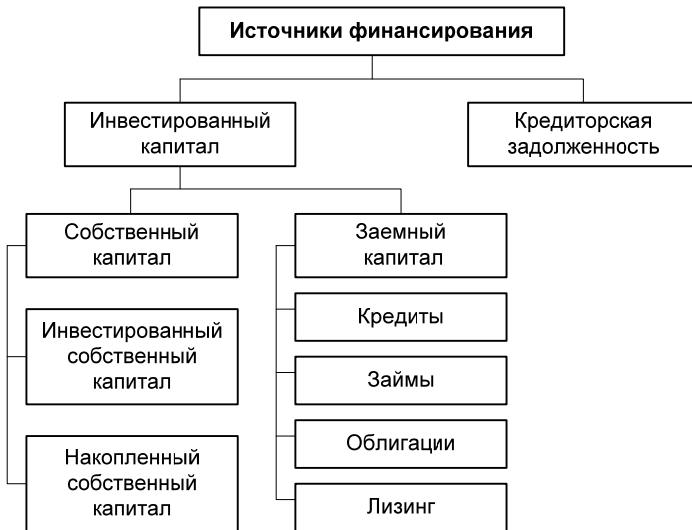 Источники финансирования
Инвестированный
капитал
Кредиторская
задолженность
Собственный
капитал
Заемный
капитал
Инвестированный
собственный
капитал
Накопленный
собственный
капитал
Кредиты
Займы
Облигации
Лизинг